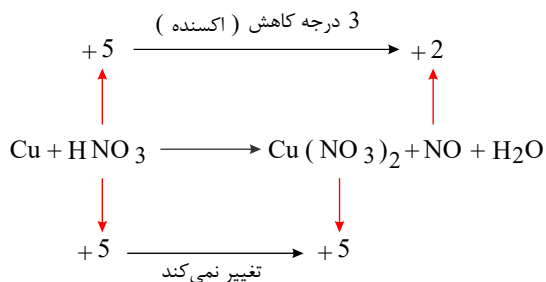 3 درجه کاهش ( اکسنده )
+5 +2
Cu + HNO3 Cu ( NO3 )2 + NO + H2O
+5 +5
تغییر نمی‌کند